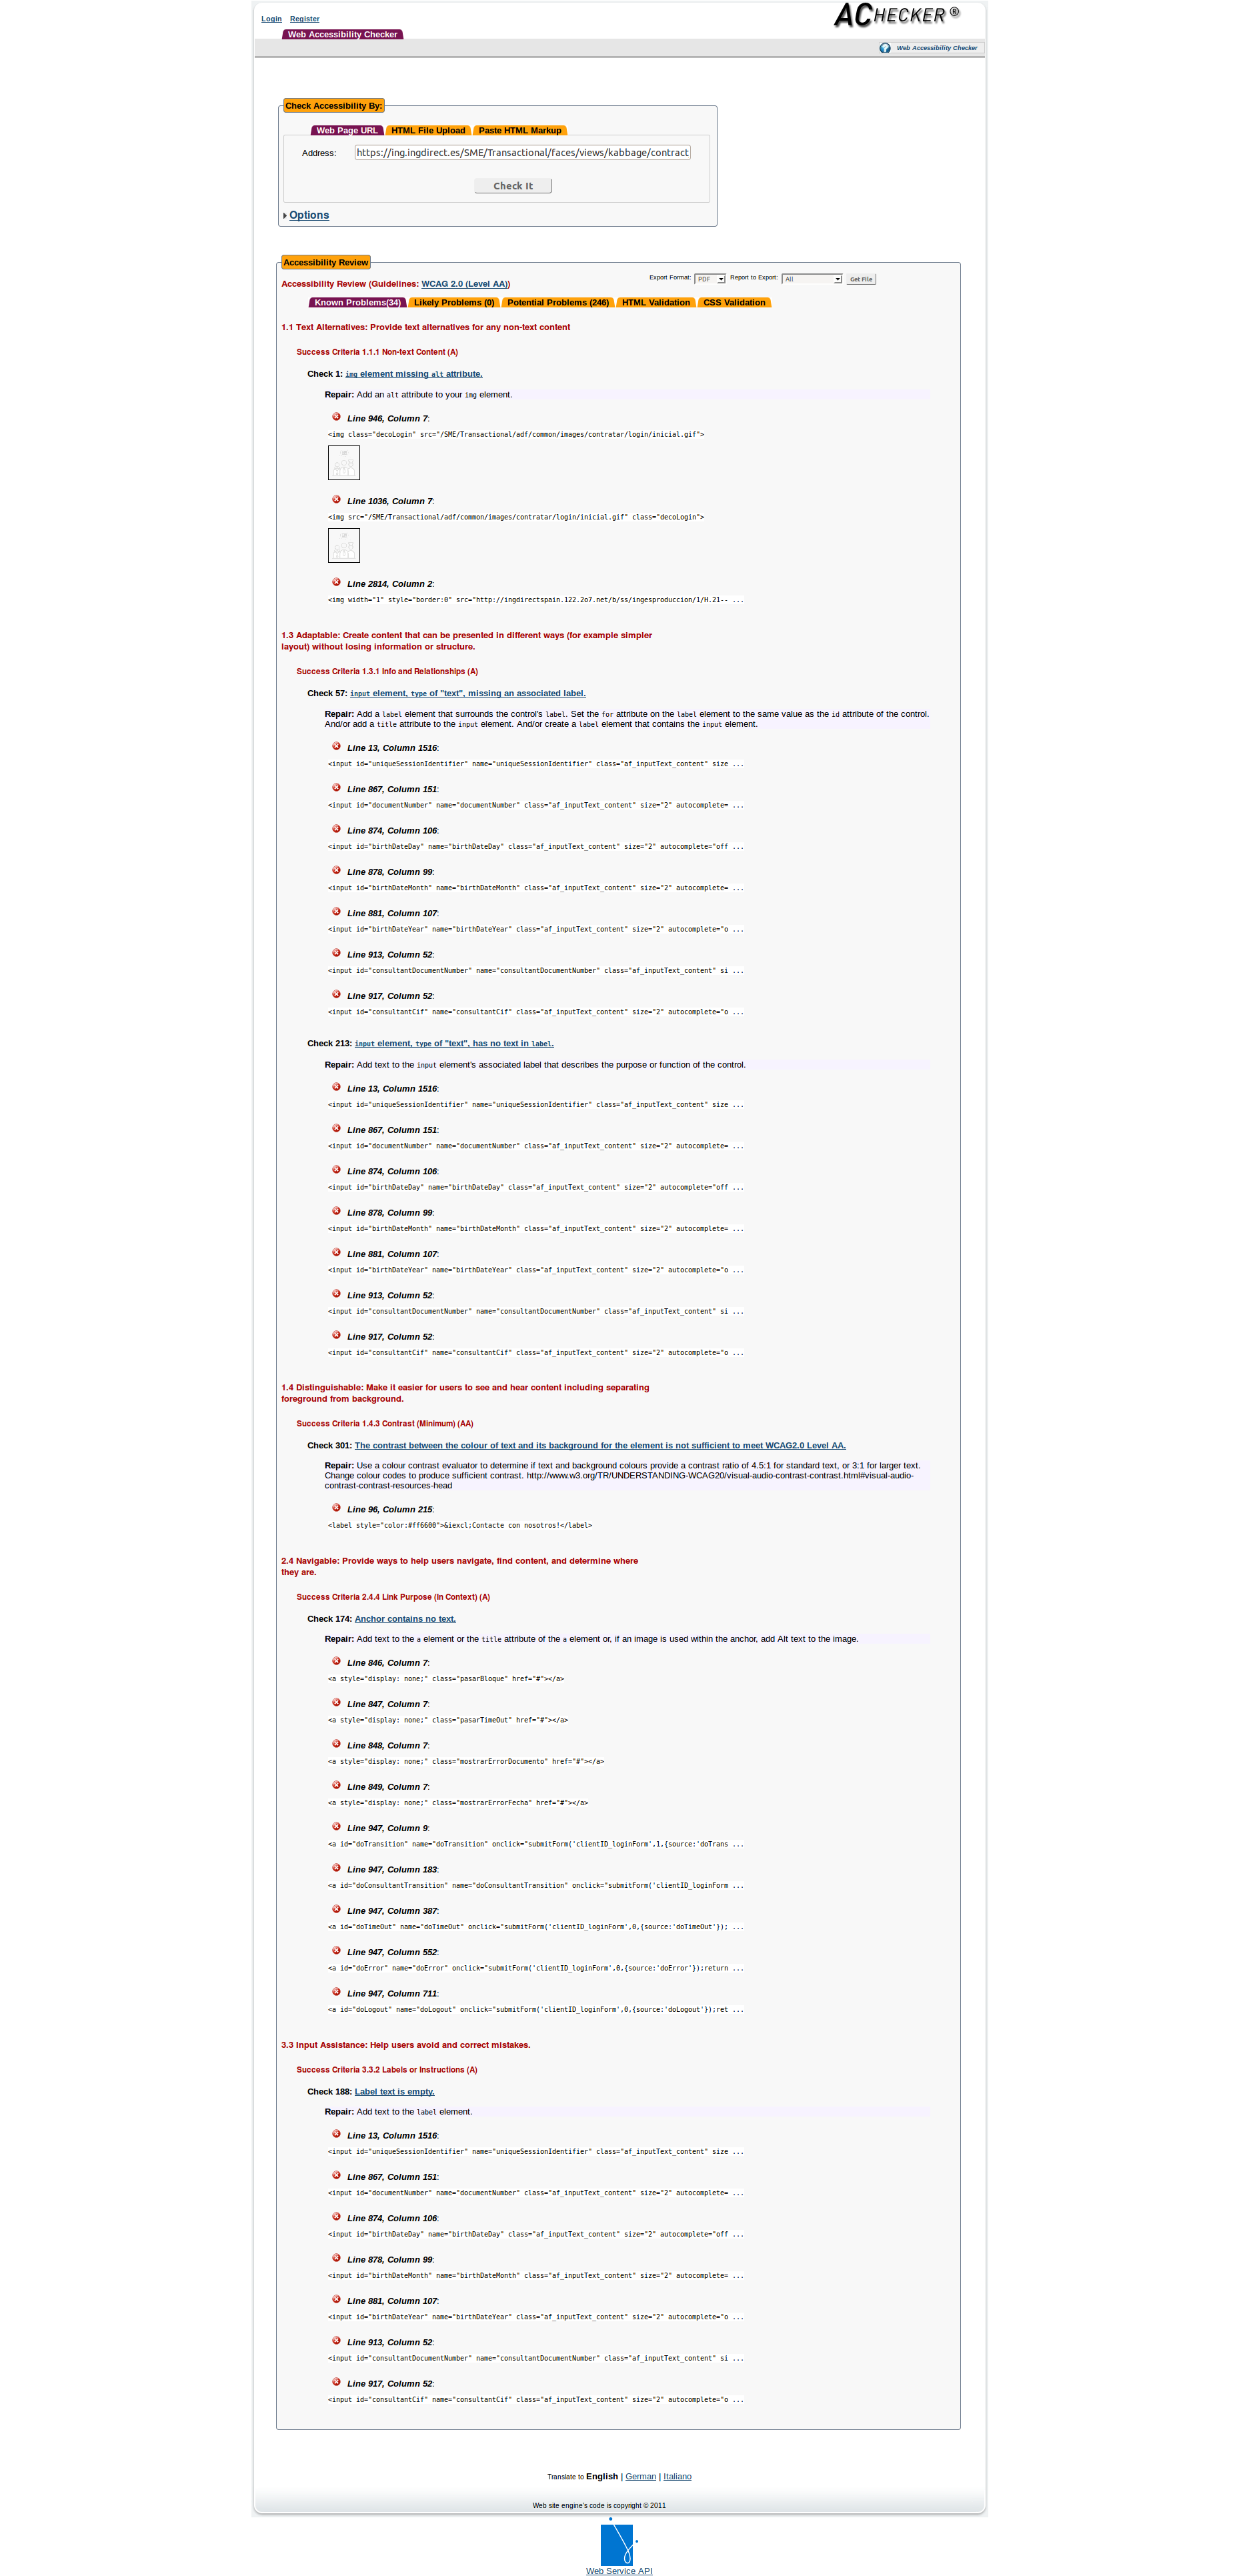 Login Register
ACHECKER ®
Web Accessibility Checker
Web Accessibility Checker
Check Accessibility By:
Web Page URL HTML File Upload Paste HTML Markup
Address: https://ing.ingdirect.es/SME/Transactional/faces/views/kabbage/contract
Check It
Options
Accessibility Review
Export Format: PDF Report to Export: All Get File
Accessibility Review (Guidelines: WCAG 2.0 (Level AA))
Known Problems(34) Likely Problems (0) Potential Problems (246) HTML Validation CSS Validation
1.1 Text Alternatives: Provide text alternatives for any non-text content
Success Criteria 1.1.1 Non-text Content (A)
Check 1: img element missing alt attribute.
Repair: Add an alt attribute to your img element.
Line 946, Column 7:
<img class="decoLogin" src="/SME/Transactional/adf/common/images/contratar/login/inicial.gif">
Line 1036, Column 7:
<img src="/SME/Transactional/adf/common/images/contratar/login/inicial.gif" class="decoLogin">
Line 2814, Column 2:
<img width="1" style="border:0" src="http://ingdirectspain.122.2o7.net/b/ss/ingesproduccion/1/H.21-- ...
1.3 Adaptable: Create content that can be presented in different ways (for example simpler
layout) without losing information or structure.
Success Criteria 1.3.1 Info and Relationships (A)
Check 57: input element, type of "text", missing an associated label.
Repair: Add a label element that surrounds the control's label. Set the for attribute on the label element to the same value as the id attribute of the control.
And/or add a title attribute to the input element. And/or create a label element that contains the input element.
Line 13, Column 1516:
<input id="uniqueSessionIdentifier" name="uniqueSessionIdentifier" class="af_inputText_content" size ...
Line 867, Column 151:
<input id="documentNumber" name="documentNumber" class="af_inputText_content" size="2" autocomplete= ...
Line 874, Column 106:
<input id="birthDateDay" name="birthDateDay" class="af_inputText_content" size="2" autocomplete="off ...
Line 878, Column 99:
<input id="birthDateMonth" name="birthDateMonth" class="af_inputText_content" size="2" autocomplete= ...
Line 881, Column 107:
<input id="birthDateYear" name="birthDateYear" class="af_inputText_content" size="2" autocomplete="o ...
Line 913, Column 52:
<input id="consultantDocumentNumber" name="consultantDocumentNumber" class="af_inputText_content" si ...
Line 917, Column 52:
<input id="consultantCif" name="consultantCif" class="af_inputText_content" size="2" autocomplete="o ...
Check 213: input element, type of "text", has no text in label.
Repair: Add text to the input element's associated label that describes the purpose or function of the control.
Line 13, Column 1516:
<input id="uniqueSessionIdentifier" name="uniqueSessionIdentifier" class="af_inputText_content" size ...
Line 867, Column 151:
<input id="documentNumber" name="documentNumber" class="af_inputText_content" size="2" autocomplete= ...
Line 874, Column 106:
<input id="birthDateDay" name="birthDateDay" class="af_inputText_content" size="2" autocomplete="off ...
Line 878, Column 99:
<input id="birthDateMonth" name="birthDateMonth" class="af_inputText_content" size="2" autocomplete= ...
Line 881, Column 107:
<input id="birthDateYear" name="birthDateYear" class="af_inputText_content" size="2" autocomplete="o ...
Line 913, Column 52:
<input id="consultantDocumentNumber" name="consultantDocumentNumber" class="af_inputText_content" si ...
Line 917, Column 52:
<input id="consultantCif" name="consultantCif" class="af_inputText_content" size="2" autocomplete="o ...
1.4 Distinguishable: Make it easier for users to see and hear content including separating
foreground from background.
Success Criteria 1.4.3 Contrast (Minimum) (AA)
Check 301: The contrast between the colour of text and its background for the element is not sufficient to meet WCAG2.0 Level AA.
Repair: Use a colour contrast evaluator to determine if text and background colours provide a contrast ratio of 4.5:1 for standard text, or 3:1 for larger text.
Change colour codes to produce sufficient contrast. http://www.w3.org/TR/UNDERSTANDING-WCAG20/visual-audio-contrast-contrast.html#visual-audio-
contrast-contrast-resources-head
Line 96, Column 215:
<label style="color:#ff6600">&iexcl;Contacte con nosotros!</label>
2.4 Navigable: Provide ways to help users navigate, find content, and determine where
they are.
Success Criteria 2.4.4 Link Purpose (In Context) (A)
Check 174: Anchor contains no text.
Repair: Add text to the a element or the title attribute of the a element or, if an image is used within the anchor, add Alt text to the image.
Line 846, Column 7:
<a style="display: none;" class="pasarBloque" href="#"></a>
Line 847, Column 7:
<a style="display: none;" class="pasarTimeOut" href="#"></a>
Line 848, Column 7:
<a style="display: none;" class="mostrarErrorDocumento" href="#"></a>
Line 849, Column 7:
<a style="display: none;" class="mostrarErrorFecha" href="#"></a>
Line 947, Column 9:
<a id="doTransition" name="doTransition" onclick="submitForm('clientID_loginForm',1,{source:'doTrans ...
Line 947, Column 183:
<a id="doConsultantTransition" name="doConsultantTransition" onclick="submitForm('clientID_loginForm ...
Line 947, Column 387:
<a id="doTimeOut" name="doTimeOut" onclick="submitForm('clientID_loginForm',0,{source:'doTimeOut'}); ...
Line 947, Column 552:
<a id="doError" name="doError" onclick="submitForm('clientID_loginForm',0,{source:'doError'});return ...
Line 947, Column 711:
<a id="doLogout" name="doLogout" onclick="submitForm('clientID_loginForm',0,{source:'doLogout'});ret ...
3.3 Input Assistance: Help users avoid and correct mistakes.
Success Criteria 3.3.2 Labels or Instructions (A)
Check 188: Label text is empty.
Repair: Add text to the label element.
Line 13, Column 1516:
<input id="uniqueSessionIdentifier" name="uniqueSessionIdentifier" class="af_inputText_content" size ...
Line 867, Column 151:
<input id="documentNumber" name="documentNumber" class="af_inputText_content" size="2" autocomplete= ...
Line 874, Column 106:
<input id="birthDateDay" name="birthDateDay" class="af_inputText_content" size="2" autocomplete="off ...
Line 878, Column 99:
<input id="birthDateMonth" name="birthDateMonth" class="af_inputText_content" size="2" autocomplete= ...
Line 881, Column 107:
<input id="birthDateYear" name="birthDateYear" class="af_inputText_content" size="2" autocomplete="o ...
Line 913, Column 52:
<input id="consultantDocumentNumber" name="consultantDocumentNumber" class="af_inputText_content" si ...
Line 917, Column 52:
<input id="consultantCif" name="consultantCif" class="af_inputText_content" size="2" autocomplete="o ...
Translate to English | German | Italiano
Web site engine's code is copyright © 2011
Web Service API